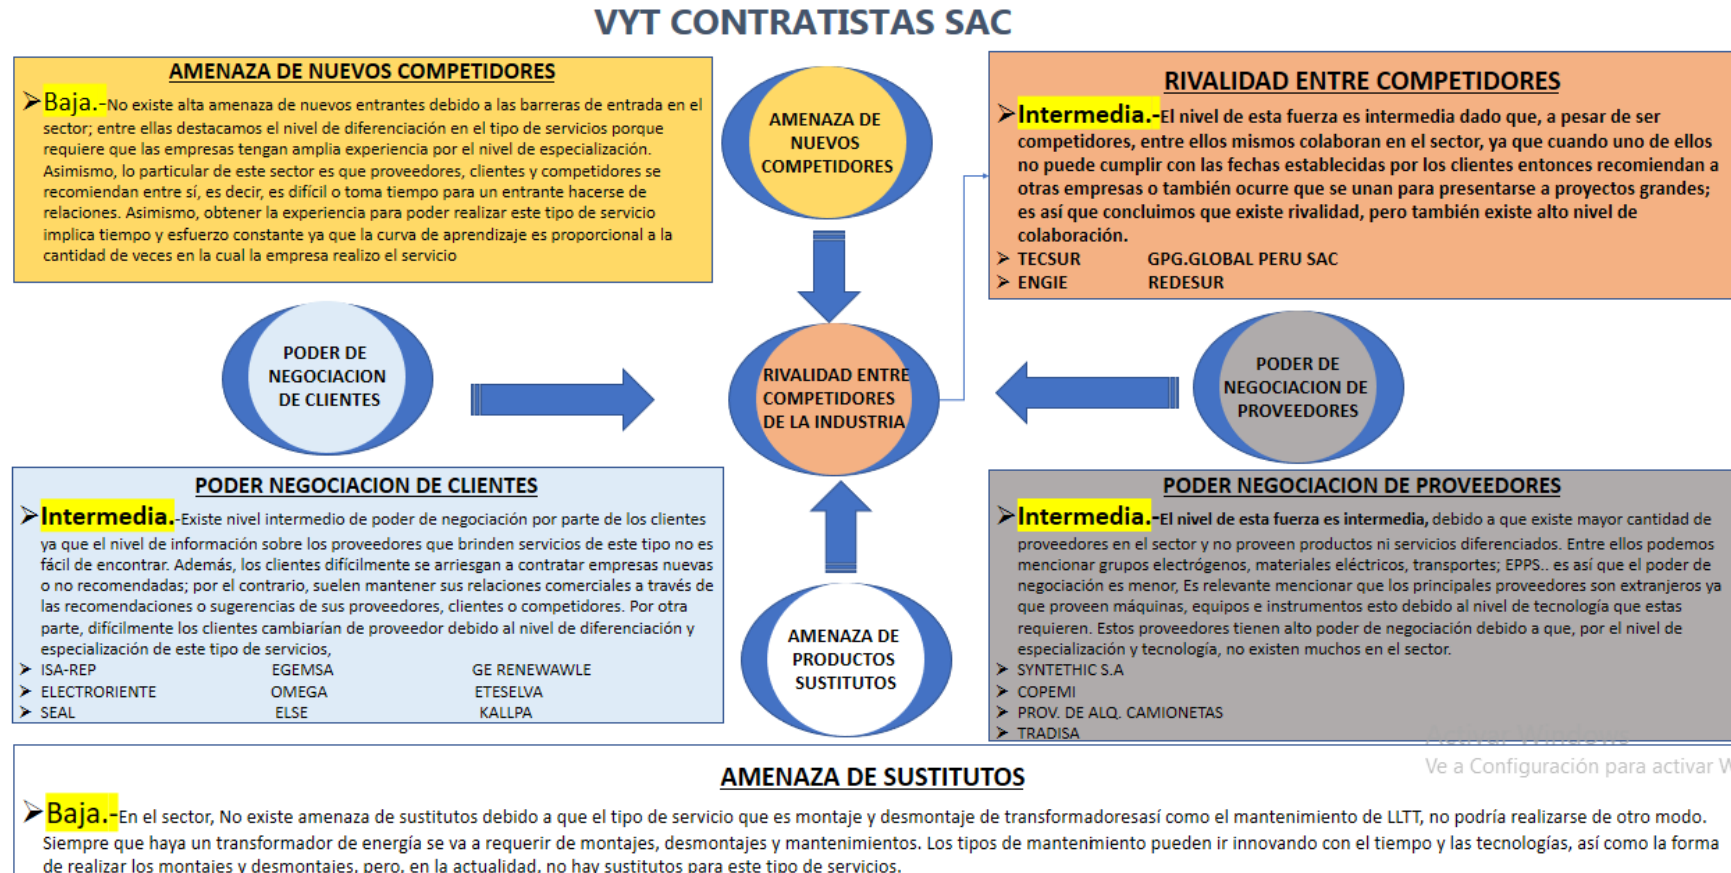 VYT CONTRATISTAS SAC
AMENAZA DE NUEVOS COMPETIDORES
➢Baja.-No existe alta amenaza de nuevos entrantes debido a las barreras de entrada en el
sector; entre ellas destacamos el nivel de diferenciación en el tipo de servicios porque
requiere que las empresas tengan amplia experiencia por el nivel de especialización.
Asimismo, lo particular de este sector es que proveedores, clientes y competidores se
recomiendan entre sí, es decir, es difícil o toma tiempo para un entrante hacerse de
relaciones. Asimismo, obtener la experiencia para poder realizar este tipo de servicio
implica tiempo y esfuerzo constante ya que la curva de aprendizaje es proporcional a la
cantidad de veces en la cual la empresa realizo el servicio
AMENAZA DE
NUEVOS
COMPETIDORES
RIVALIDAD ENTRE COMPETIDORES
➢Intermedia.-El nivel de esta fuerza es intermedia dado que, a pesar de ser
competidores, entre ellos mismos colaboran en el sector, ya que cuando uno de ellos
no puede cumplir con las fechas establecidas por los clientes entonces recomiendan a
otras empresas o también ocurre que se unan para presentarse a proyectos grandes;
es así que concluimos que existe rivalidad, pero también existe alto nivel de
colaboración.
➢ TECSUR GPG.GLOBAL PERU SAC
➢ ENGIE REDESUR
PODER DE
NEGOCIACION
DE CLIENTES
RIVALIDAD ENTRE
COMPETIDORES
DE LA INDUSTRIA
PODER DE
NEGOCIACION DE
PROVEEDORES
PODER NEGOCIACION DE CLIENTES
➢Intermedia.-Existe nivel intermedio de poder de negociación por parte de los clientes
ya que el nivel de información sobre los proveedores que brinden servicios de este tipo no es
fácil de encontrar. Además, los clientes difícilmente se arriesgan a contratar empresas nuevas
o no recomendadas; por el contrario, suelen mantener sus relaciones comerciales a través de
las recomendaciones o sugerencias de sus proveedores, clientes o competidores. Por otra
parte, difícilmente los clientes cambiarían de proveedor debido al nivel de diferenciación y
especialización de este tipo de servicios,
➢ ISA-REP EGEMSA GE RENEWAWLE
➢ ELECTRORIENTE OMEGA ETESELVA
➢ SEAL ELSE KALLPA
AMENAZA DE
PRODUCTOS
SUSTITUTOS
PODER NEGOCIACION DE PROVEEDORES
➢Intermedia.-El nivel de esta fuerza es intermedia, debido a que existe mayor cantidad de
proveedores en el sector y no proveen productos ni servicios diferenciados. Entre ellos podemos
mencionar grupos electrógenos, materiales eléctricos, transportes; EPPS.. es así que el poder de
negociación es menor, Es relevante mencionar que los principales proveedores son extranjeros ya
que proveen máquinas, equipos e instrumentos esto debido al nivel de tecnología que estas
requieren. Estos proveedores tienen alto poder de negociación debido a que, por el nivel de
especialización y tecnología, no existen muchos en el sector.
➢ SYNTETHIC S.A
➢ COPEMI
➢ PROV. DE ALQ. CAMIONETAS
➢ TRADISA
Activar Windows
Ve a Configuración para activar W
AMENAZA DE SUSTITUTOS
➢Baja.-En el sector, No existe amenaza de sustitutos debido a que el tipo de servicio que es montaje y desmontaje de transformadoresasí como el mantenimiento de LLTT, no podría realizarse de otro modo.
Siempre que haya un transformador de energía se va a requerir de montajes, desmontajes y mantenimientos. Los tipos de mantenimiento pueden ir innovando con el tiempo y las tecnologías, así como la forma
de realizar los montajes y desmontajes, pero, en la actualidad, no hay sustitutos para este tipo de servicios.